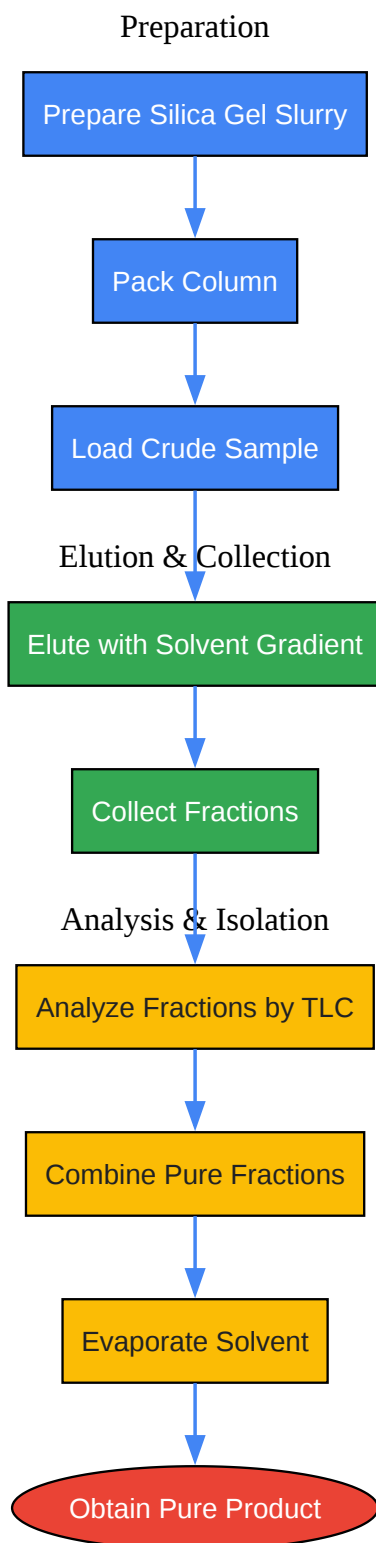 Preparation
Prepare Silica Gel Slurry
Pack Column
Load Crude Sample
Elution & Collection
Elute with Solvent Gradient
Collect Fractions
Analysis & Isolation
Analyze Fractions by TLC
Combine Pure Fractions
Evaporate Solvent
Obtain Pure Product